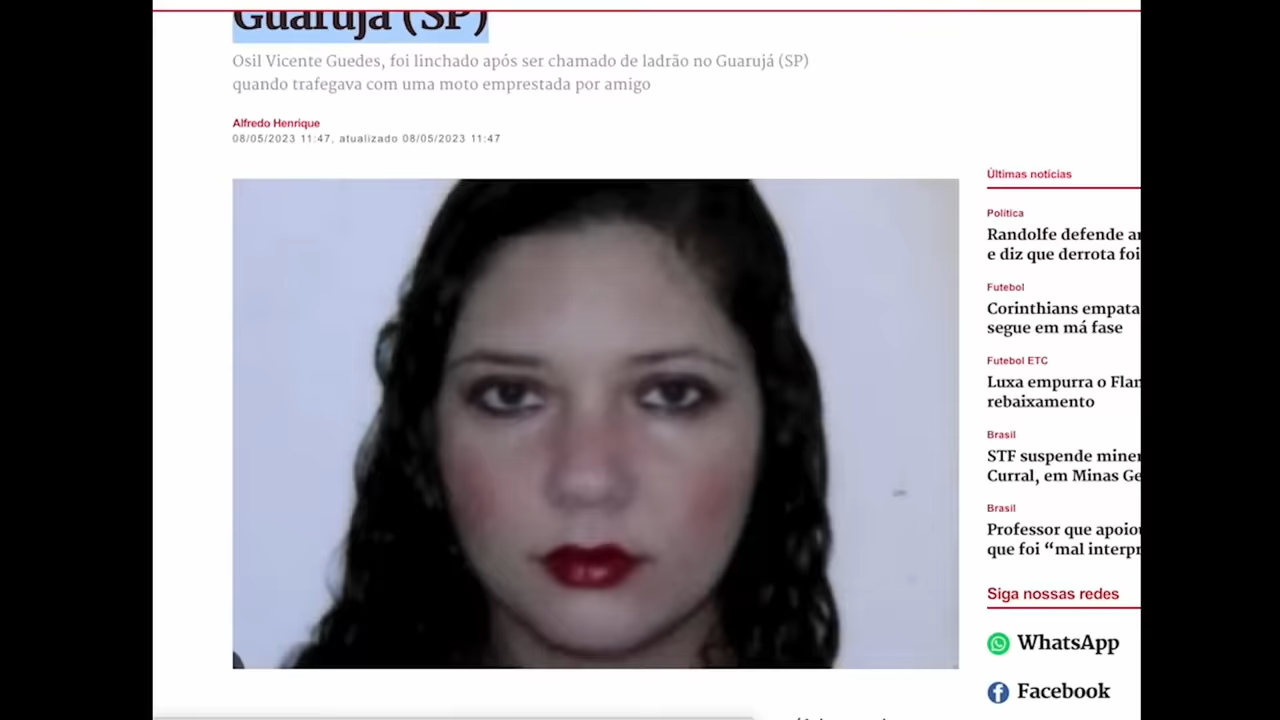 Guarujá (SP)
Osil Vicente Guedes, foi linchado após ser chamado de ladrão no Guarujá (SP)
quando trafegava com uma moto emprestada por amigo
Alfredo Henrique
08/05/2023 11:47, atualizado 08/05/2023 11:47
Últimas notícias
Política
Randolfe defende
e diz que derrota foi
Futebol
Corinthians empata
segue em má fase
Futebol ETC
Luxa empurra o
rebaixamento
Brasil
STF suspende
Curral, em Minas
Brasil
Professor que
que foi “mal
Siga nossas redes
WhatsApp
Facebook